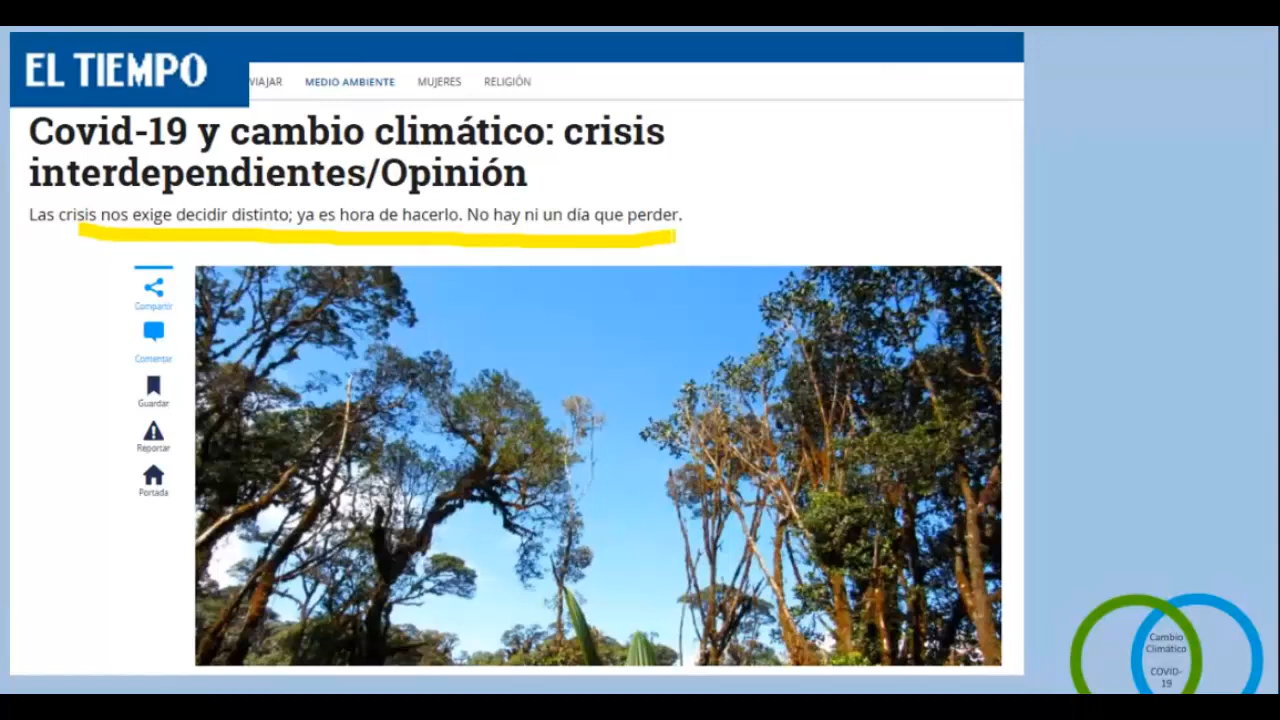 EL TIEMPO
VIAJAR MEDIO AMBIENTE MUJERES RELIGIÓN
Covid-19 y cambio climático: crisis
interdependientes/Opinión
Las crisis nos exige decidir distinto; ya es hora de hacerlo. No hay ni un día que perder.
Compartir
Comentar
Guardar
Reportar
Portada
Cambio
Climático
COVID-
19